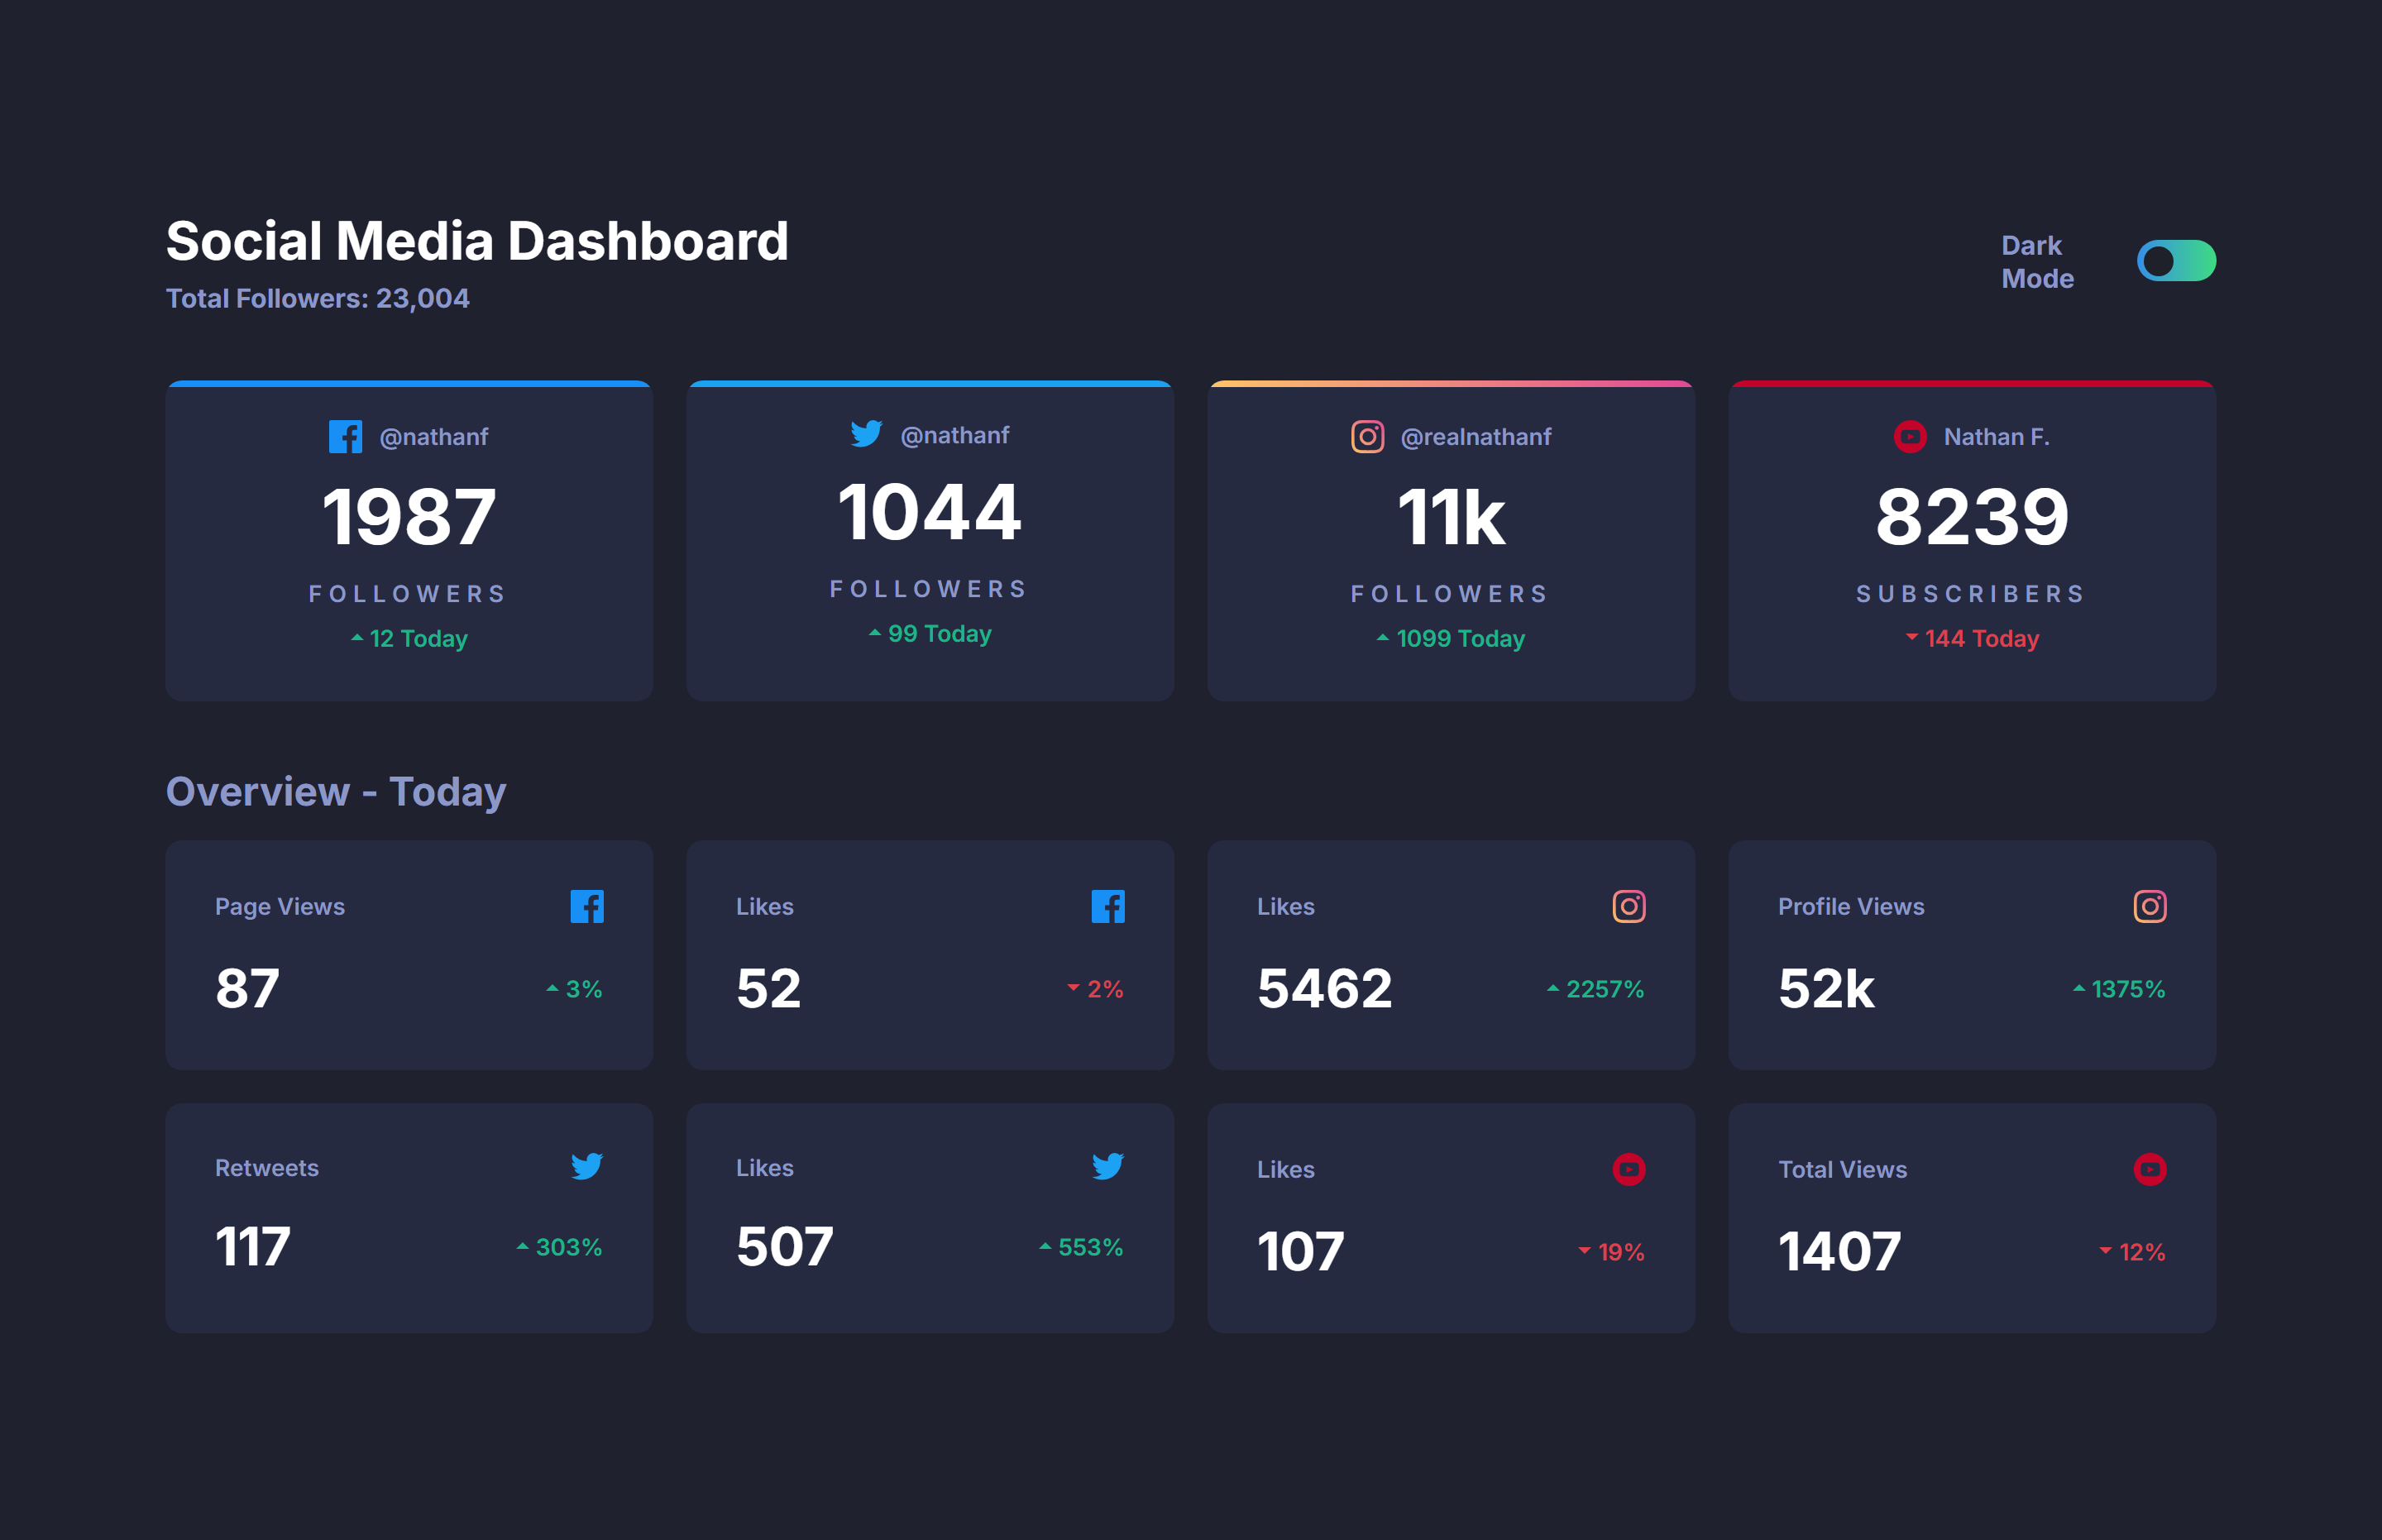 Social Media Dashboard
Total Followers: 23,004
Dark
Mode
@nathanf
1987
FOLLOWERS
12 Today
@nathanf
1044
FOLLOWERS
99 Today
@realnathanf
11k
FOLLOWERS
1099 Today
Nathan F.
8239
SUBSCRIBERS
144 Today
Overview - Today
Page Views
87
3%
Likes
52
2%
Likes
5462
2257%
Profile Views
52k
1375%
Retweets
117
303%
Likes
507
553%
Likes
107
19%
Total Views
1407
12%